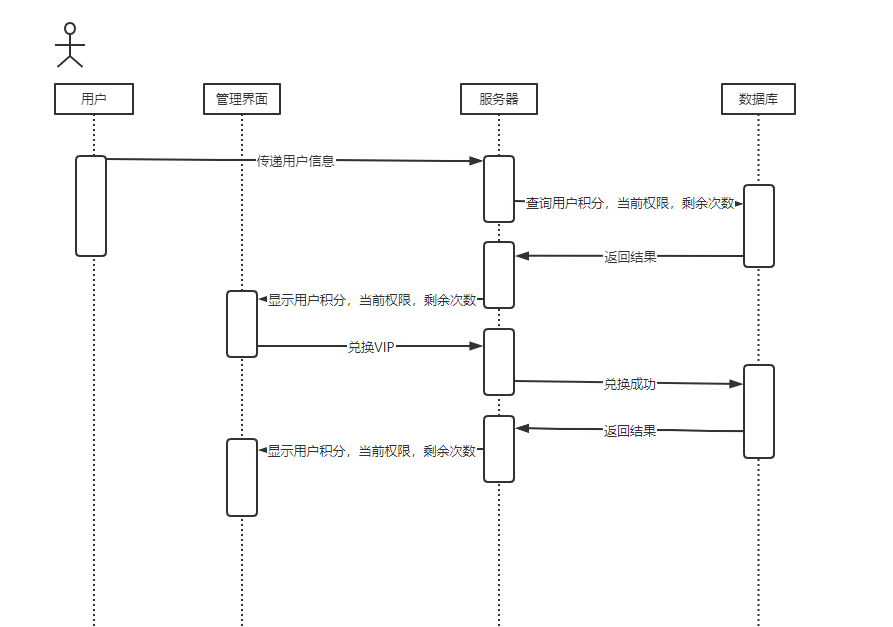 用户
管理界面
服务器
数据库
传递用户信息
查询用户积分，当前权限，剩余次数
返回结果
显示用户积分，当前权限，剩余次数
兑换VIP
兑换成功
返回结果
显示用户积分，当前权限，剩余次数